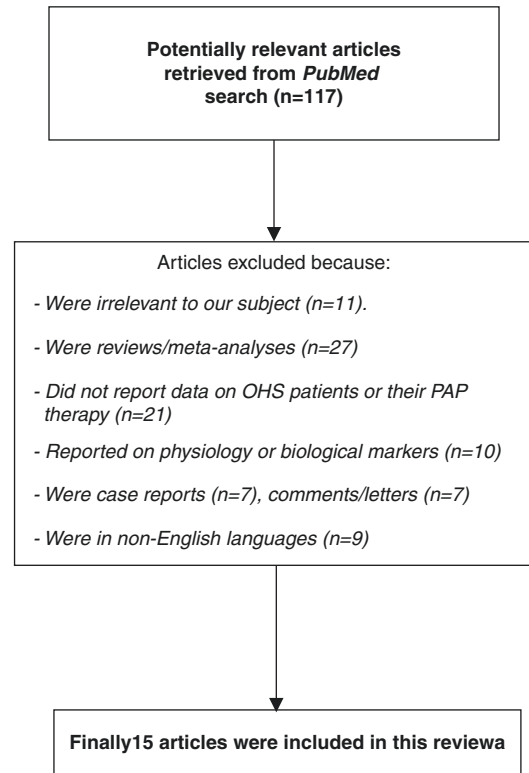 Potentially relevant articles
retrieved from PubMed
search (n=117)
Articles excluded because:
- Were irrelevant to our subject (n=11).
- Were reviews/meta-analyses (n=27)
- Did not report data on OHS patients or their PAP
therapy (n=21)
- Reported on physiology or biological markers (n=10)
- Were case reports (n=7), comments/letters (n=7)
- Were in non-English languages (n=9)
Finally15 articles were included in this reviewa